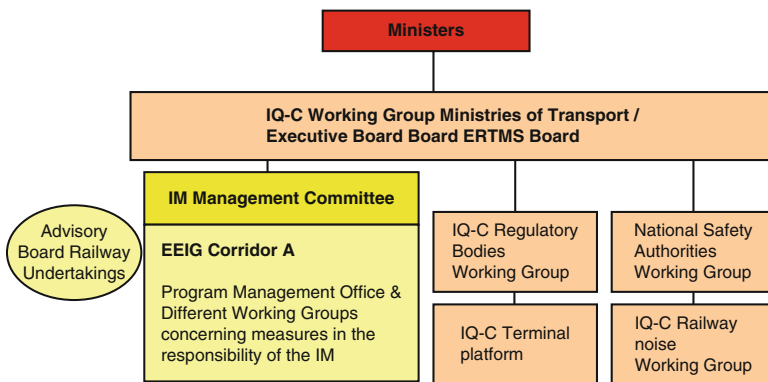 Ministers
IQ-C Working Group Ministries of Transport /
Executive Board Board ERTMS Board
IM Management Committee
Advisory
Board Railway
Undertakings
EEIG Corridor A
Program Management Office &
Different Working Groups
concerning measures in the
responsibility of the IM
IQ-C Regulatory
Bodies
Working Group
IQ-C Terminal
platform
National Safety
Authorities
Working Group
IQ-C Railway
noise
Working Group